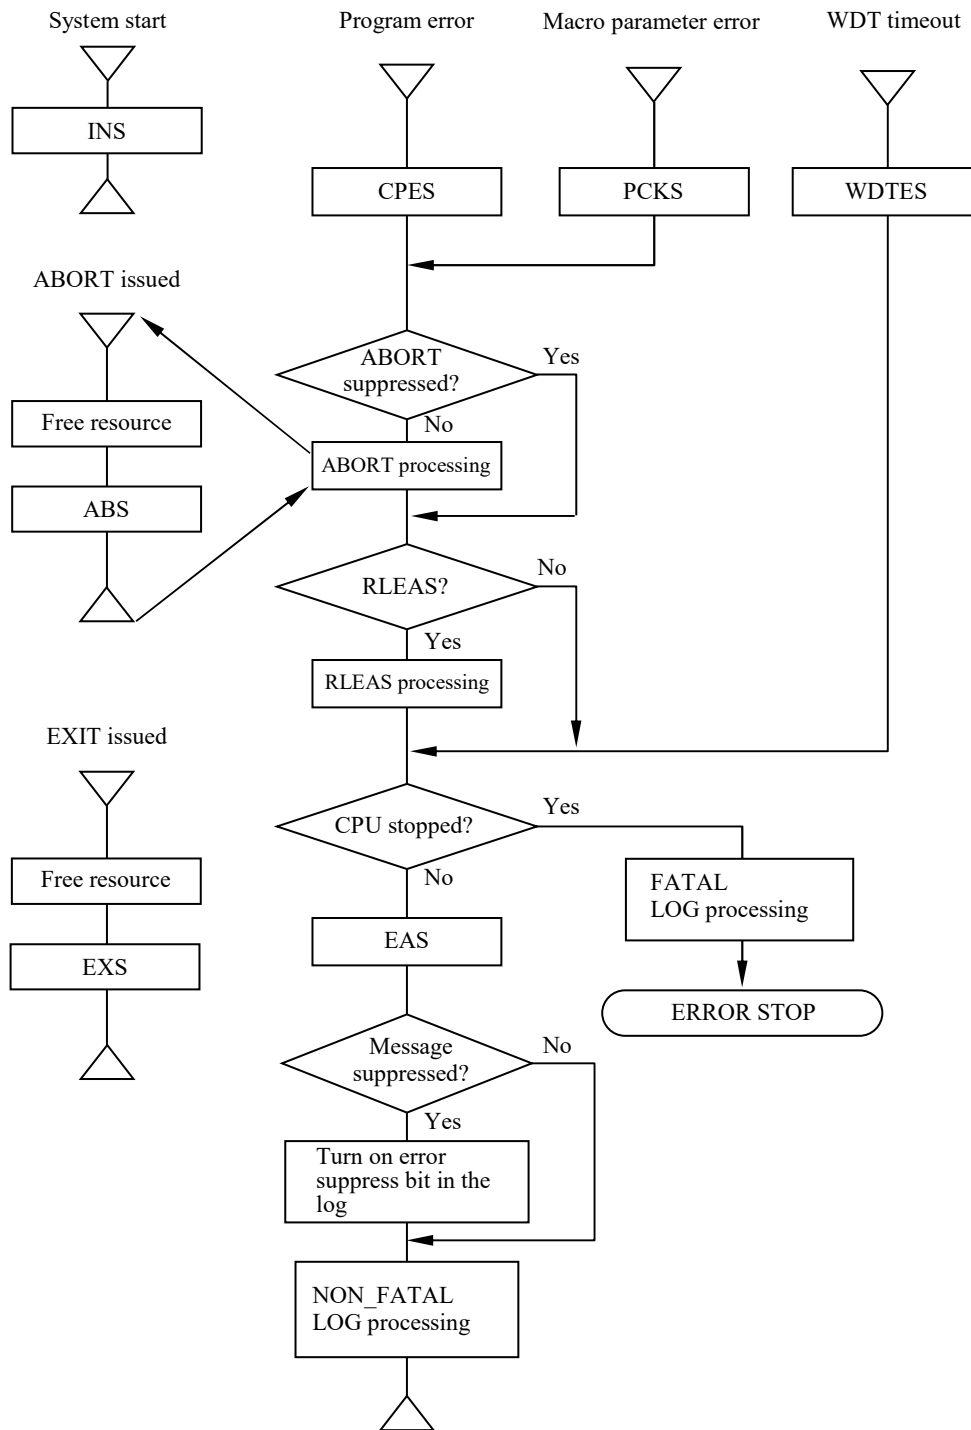 System start
Program error
Macro parameter error
WDT timeout
INS
CPES
PCKS
WDTES
ABORT issued
ABORT
suppressed?
Yes
No
Free resource
ABORT processing
ABS
RLEAS?
No
Yes
RLEAS processing
EXIT issued
CPU stopped?
Yes
No
Free resource
FATAL
LOG processing
EAS
EXS
ERROR STOP
Message
suppressed?
No
Yes
Turn on error
suppress bit in the
log
NON_FATAL
LOG processing